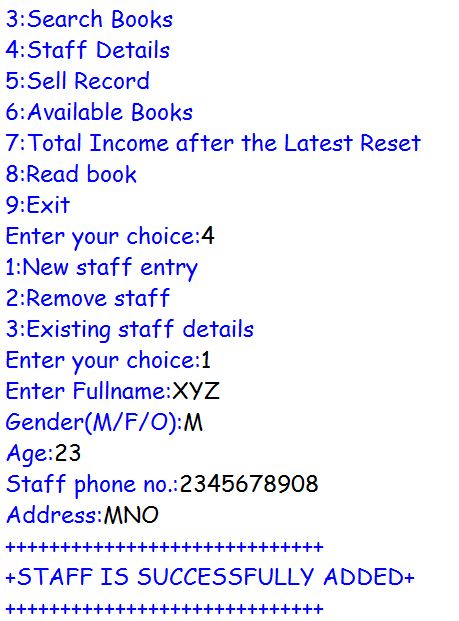 3:Search Books
4:Staff Details
5:Sell Record
6:Available Books
7:Total Income after the Latest Reset
8:Read book
9:Exit
Enter your choice:4
1:New staff entry
2:Remove staff
3:Existing staff details
Enter your choice:1
Enter Fullname:XYZ
Gender(M/F/O):M
Age:23
Staff phone no.:2345678908
Address:MNO
+++++++++++++++++++++++++++++
+STAFF IS SUCCESSFULLY ADDED+
+++++++++++++++++++++++++++++